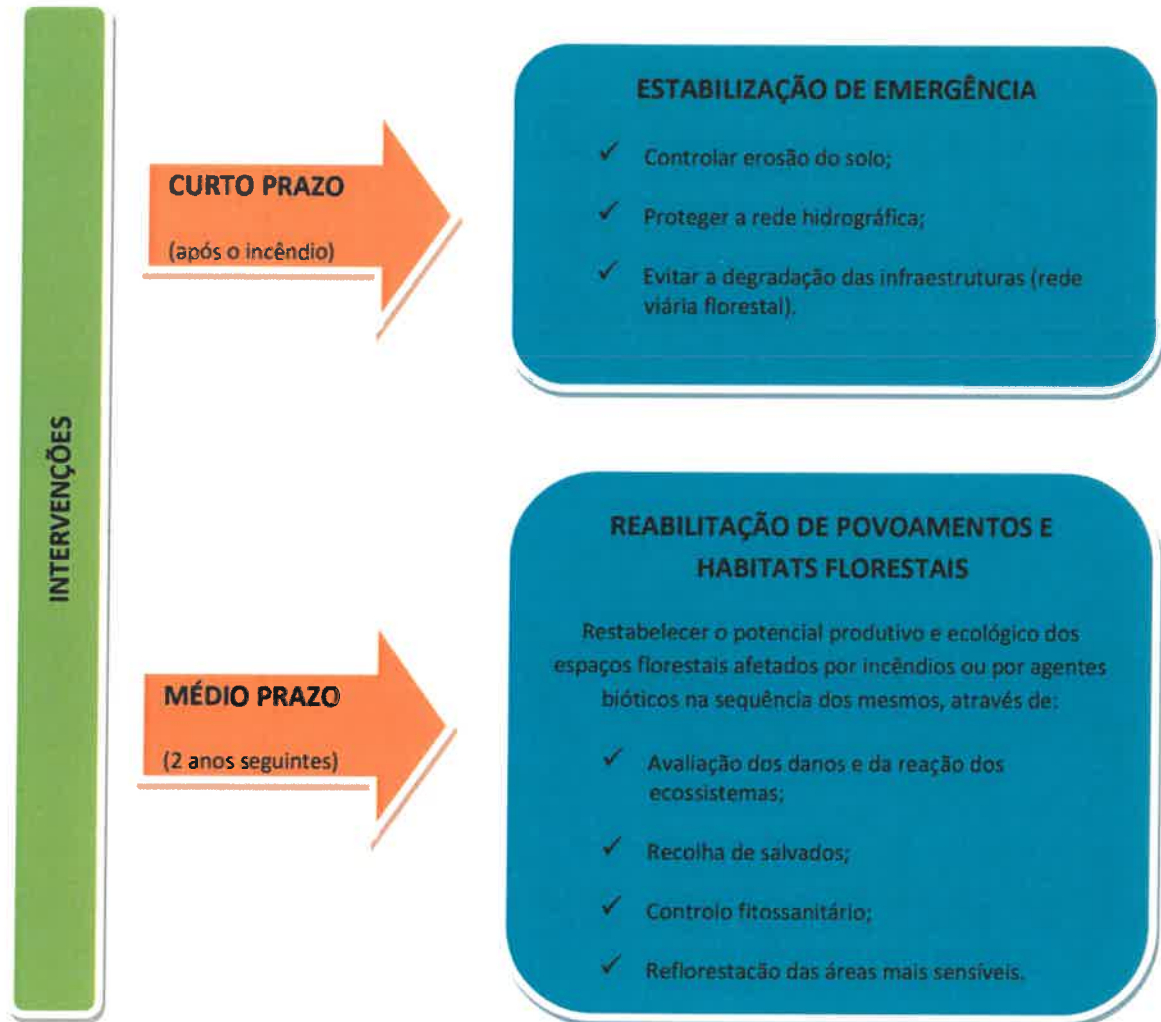 INTERVENÇÕES
CURTO PRAZO
(após o incêndio)
ESTABILIZAÇÃO DE EMERGÊNCIA
✓ Controlar erosão do solo;
✓ Proteger a rede hidrográfica;
✓ Evitar a degradação das infraestruturas (rede
viária florestal).
MÉDIO PRAZO
(2 anos seguintes)
REABILITAÇÃO DE POVOAMENTOS E
HABITATS FLORESTAIS
Restabelecer o potencial produtivo e ecológico dos
espaços florestais afetados por incêndios ou por agentes
bióticos na sequência dos mesmos, através de:
✓ Avaliação dos danos e da reação dos
ecossistemas;
✓ Recolha de salvados;
✓ Controlo fitossanitário;
✓ Reflorestação das áreas mais sensíveis.